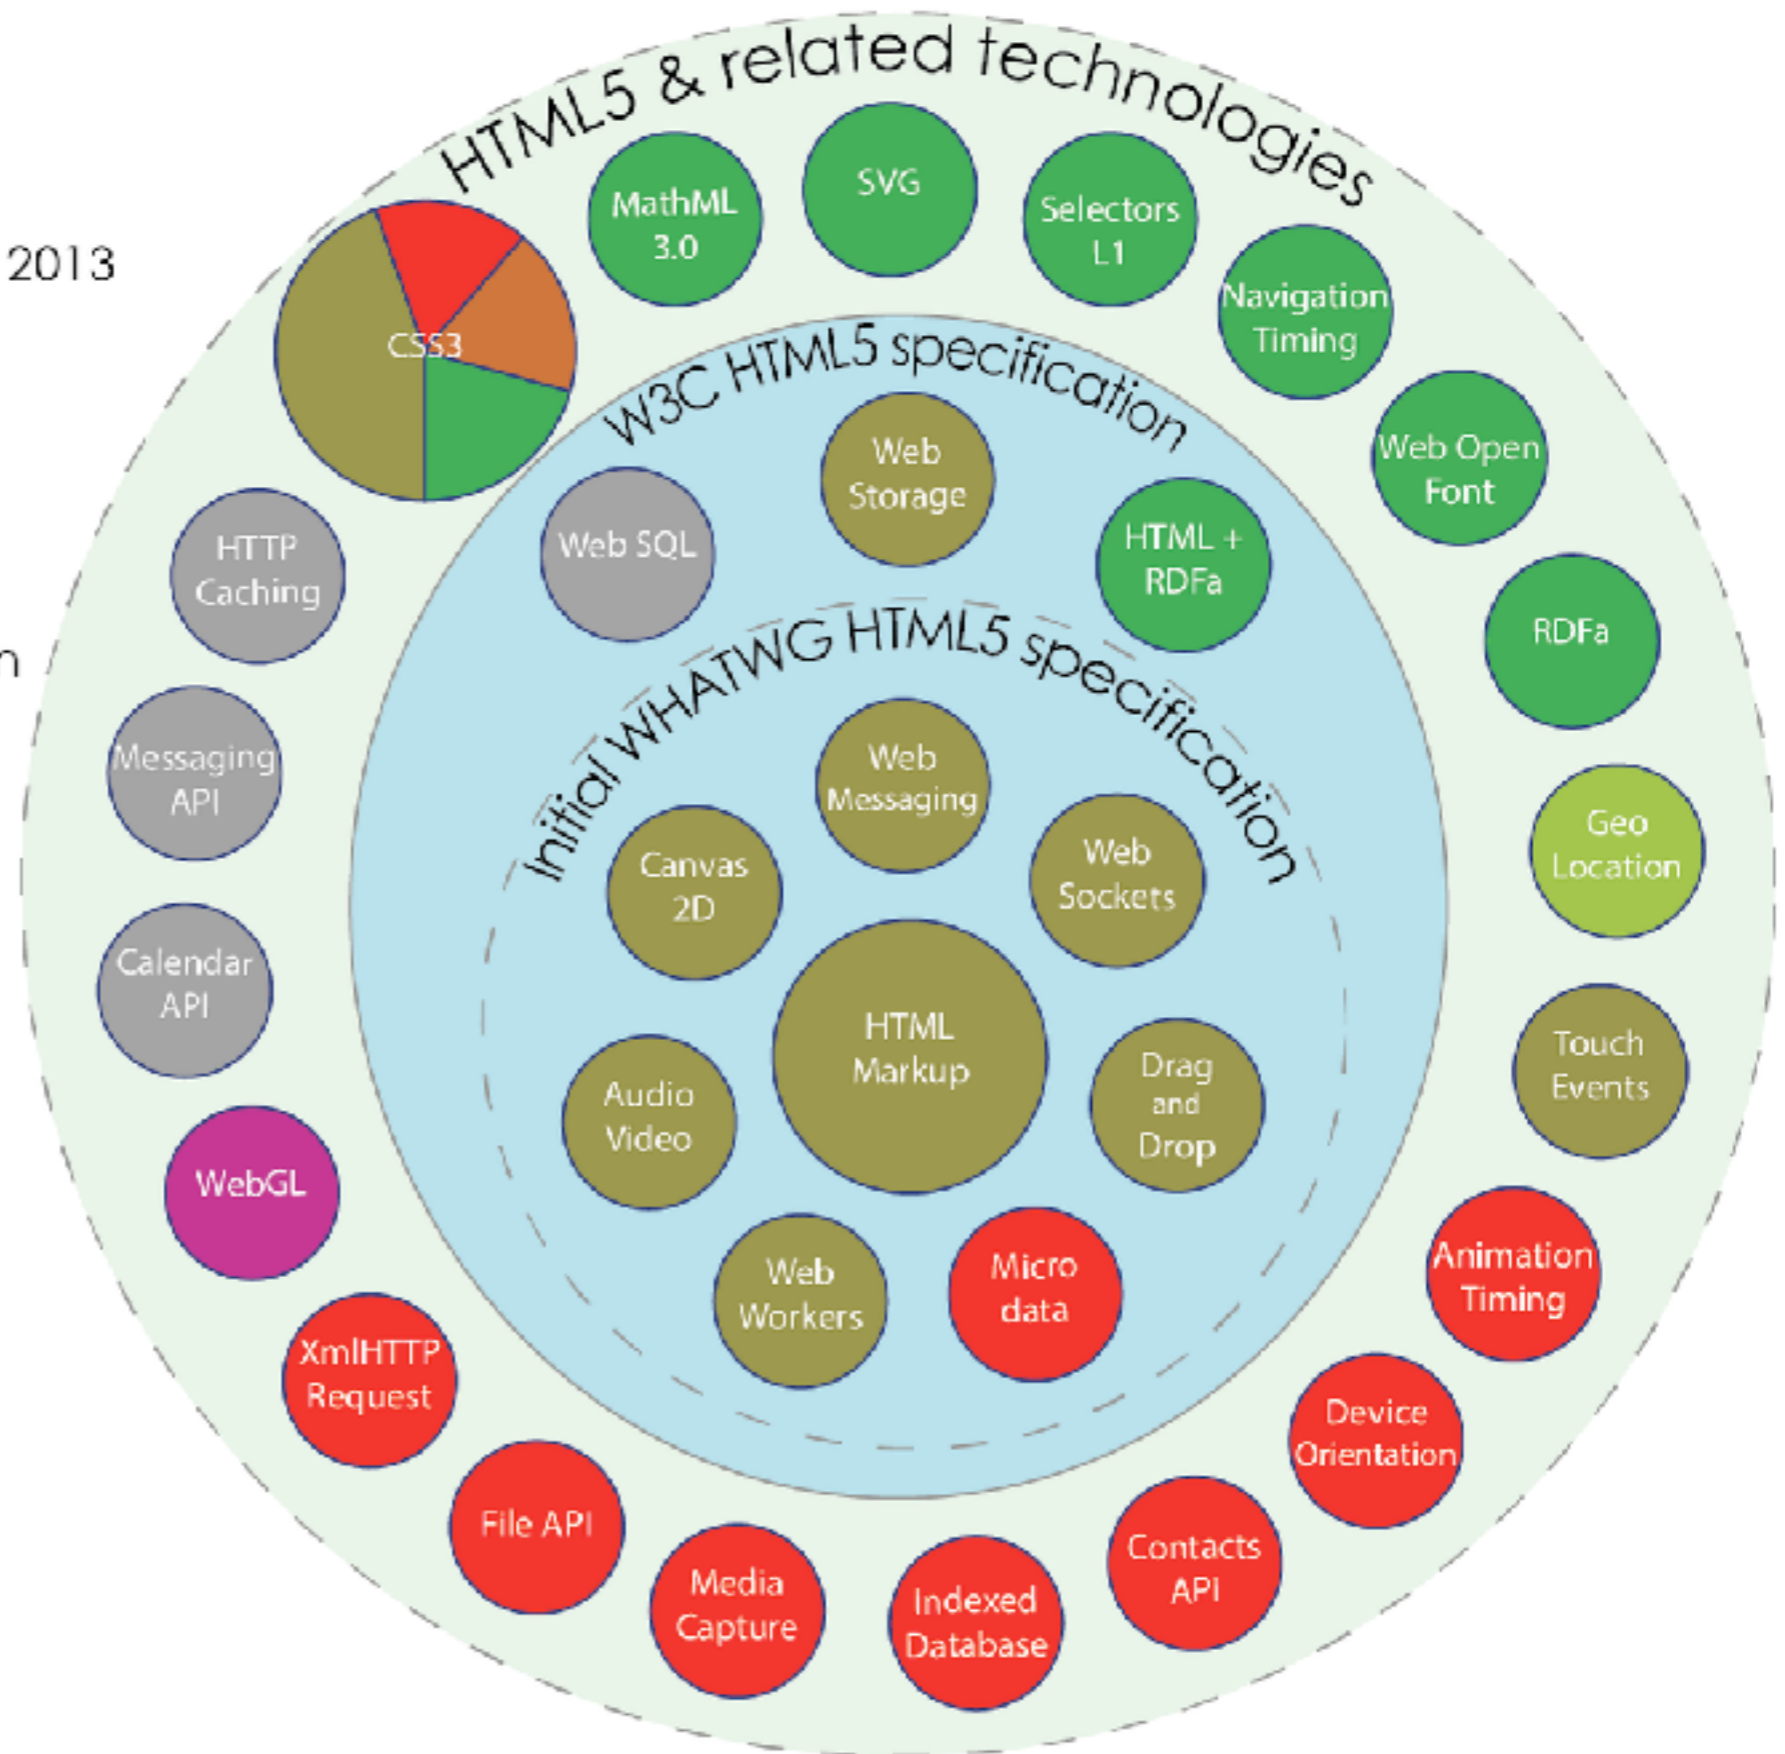 HTML5 & related technologies
2013
MathML
3.0
SVG
Selectors
L1
Navigation
Timing
CSS3
Web Open
Font
RDFa
Geo
Location
Touch
Events
Animation
Timing
Device
Orientation
Contacts
API
Indexed
Database
Media
Capture
File API
XmlHTTP
Request
WebGL
Calendar
API
Messaging
API
HTTP
Caching
n
W3C HTML5 specification
Web SQL
Web
Storage
HTML +
RDFa
Initial WHATWG HTML5 specification
Web
Messaging
Canvas
2D
Web
Sockets
HTML
Markup
Audio
Video
Drag
and
Drop
Web
Workers
Micro
data